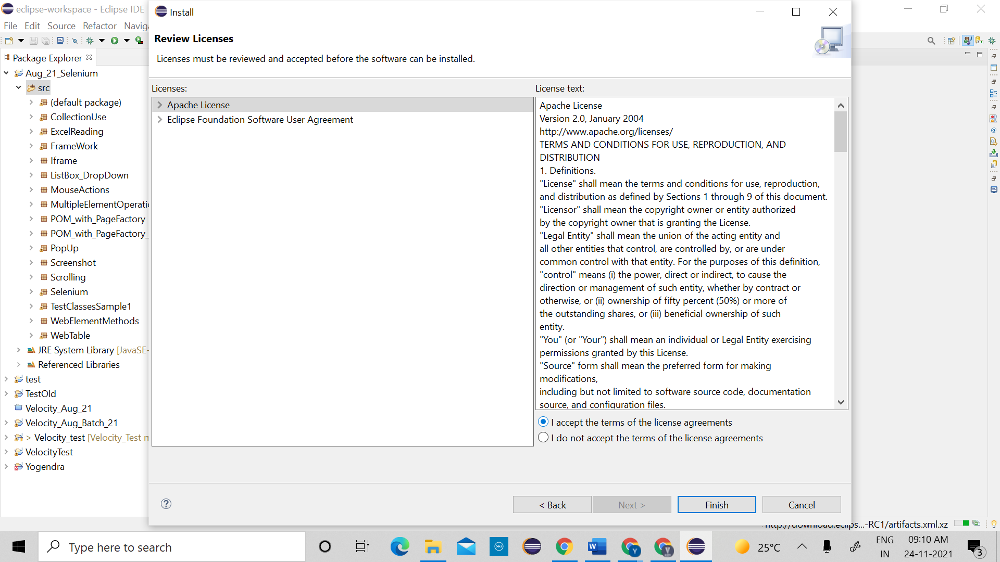 eclipse-workspace - Eclipse IDE
File Edit Source Refactor
Package Explorer
Aug_21_Selenium
src
(default package)
CollectionUse
ExcelReading
FrameWork
Iframe
ListBox_DropDown
MouseActions
POM_with_PageFactory
POM_with_PageFactory_
PopUp
Screenshot
Scrolling
Selenium
TestClassesSample1
WebElementMethods
WebTable
JRE System Library [JavaSE-
Referenced Libraries
test
TestOld
Velocity_Aug_21
Velocity_Aug_Batch_21
> Velocity_test [Velocity_Test
VelocityTest
Yogendra
Install
Review Licenses
Licenses must be reviewed and accepted before the software can be installed.
Licenses:
Apache License
Eclipse Foundation Software User Agreement
License text:
Apache License
Version 2.0, January 2004
http://www.apache.org/licenses/
TERMS AND CONDITIONS FOR USE, REPRODUCTION, AND
DISTRIBUTION
1. Definitions.
"License" shall mean the terms and conditions for use, reproduction,
and distribution as defined by Sections 1 through 9 of this document.
"Licensor" shall mean the copyright owner or entity authorized
by the copyright owner that is granting the License.
"Legal Entity" shall mean the union of the acting entity and
all other entities that control, are controlled by, or are under
common control with that entity. For the purposes of this definition,
"control" means (i) the power, direct or indirect, to cause the
direction or management of such entity, whether by contract or
otherwise, or (ii) ownership of fifty percent (50%) or more of
the outstanding shares, or (iii) beneficial ownership of such
entity.
"You" (or "Your") shall mean an individual or Legal Entity exercising
permissions granted by this License.
"Source" form shall mean the preferred form for making
modifications,
including but not limited to software source code, documentation
source, and configuration files.
I accept the terms of the license agreements
I do not accept the terms of the license agreements
< Back
Next >
Finish
Cancel
http://download.eclips...-RC1/artifacts.xml.xz
Type here to search
25°C
ENG
IN
09:10 AM
24-11-2021
3